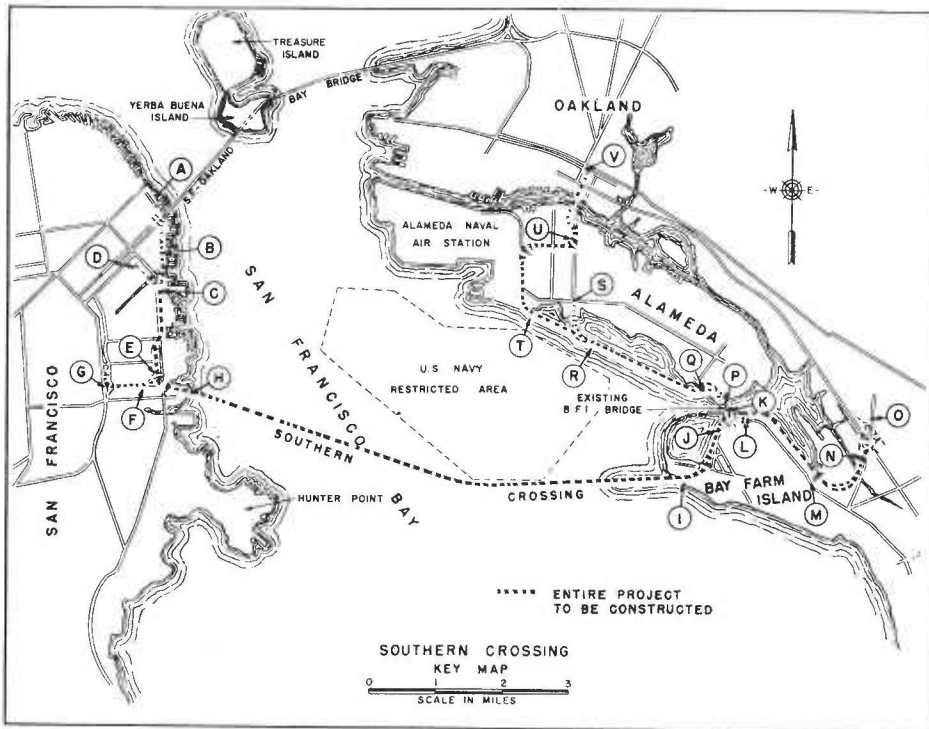 TREASURE
ISLAND
YERBA BUENA
ISLAND
S.F.-OAKLAND BAY BRIDGE
OAKLAND
V
-W E-
A
ALAMEDA NAVAL
AIR STATION
U
B
D
C
SAN FRANCISCO BAY
S
ALAMEDA
T
R
E
G
H
F
U.S NAVY
RESTRICTED AREA
Q
P
K
EXISTING
B.F.I. BRIDGE
O
J
L
N
SAN FRANCISCO
SOUTHERN CROSSING
BAY FARM
ISLAND
M
I
HUNTER POINT
ENTIRE PROJECT
TO BE CONSTRUCTED
SOUTHERN CROSSING
KEY MAP
0 1 2 3
SCALE IN MILES